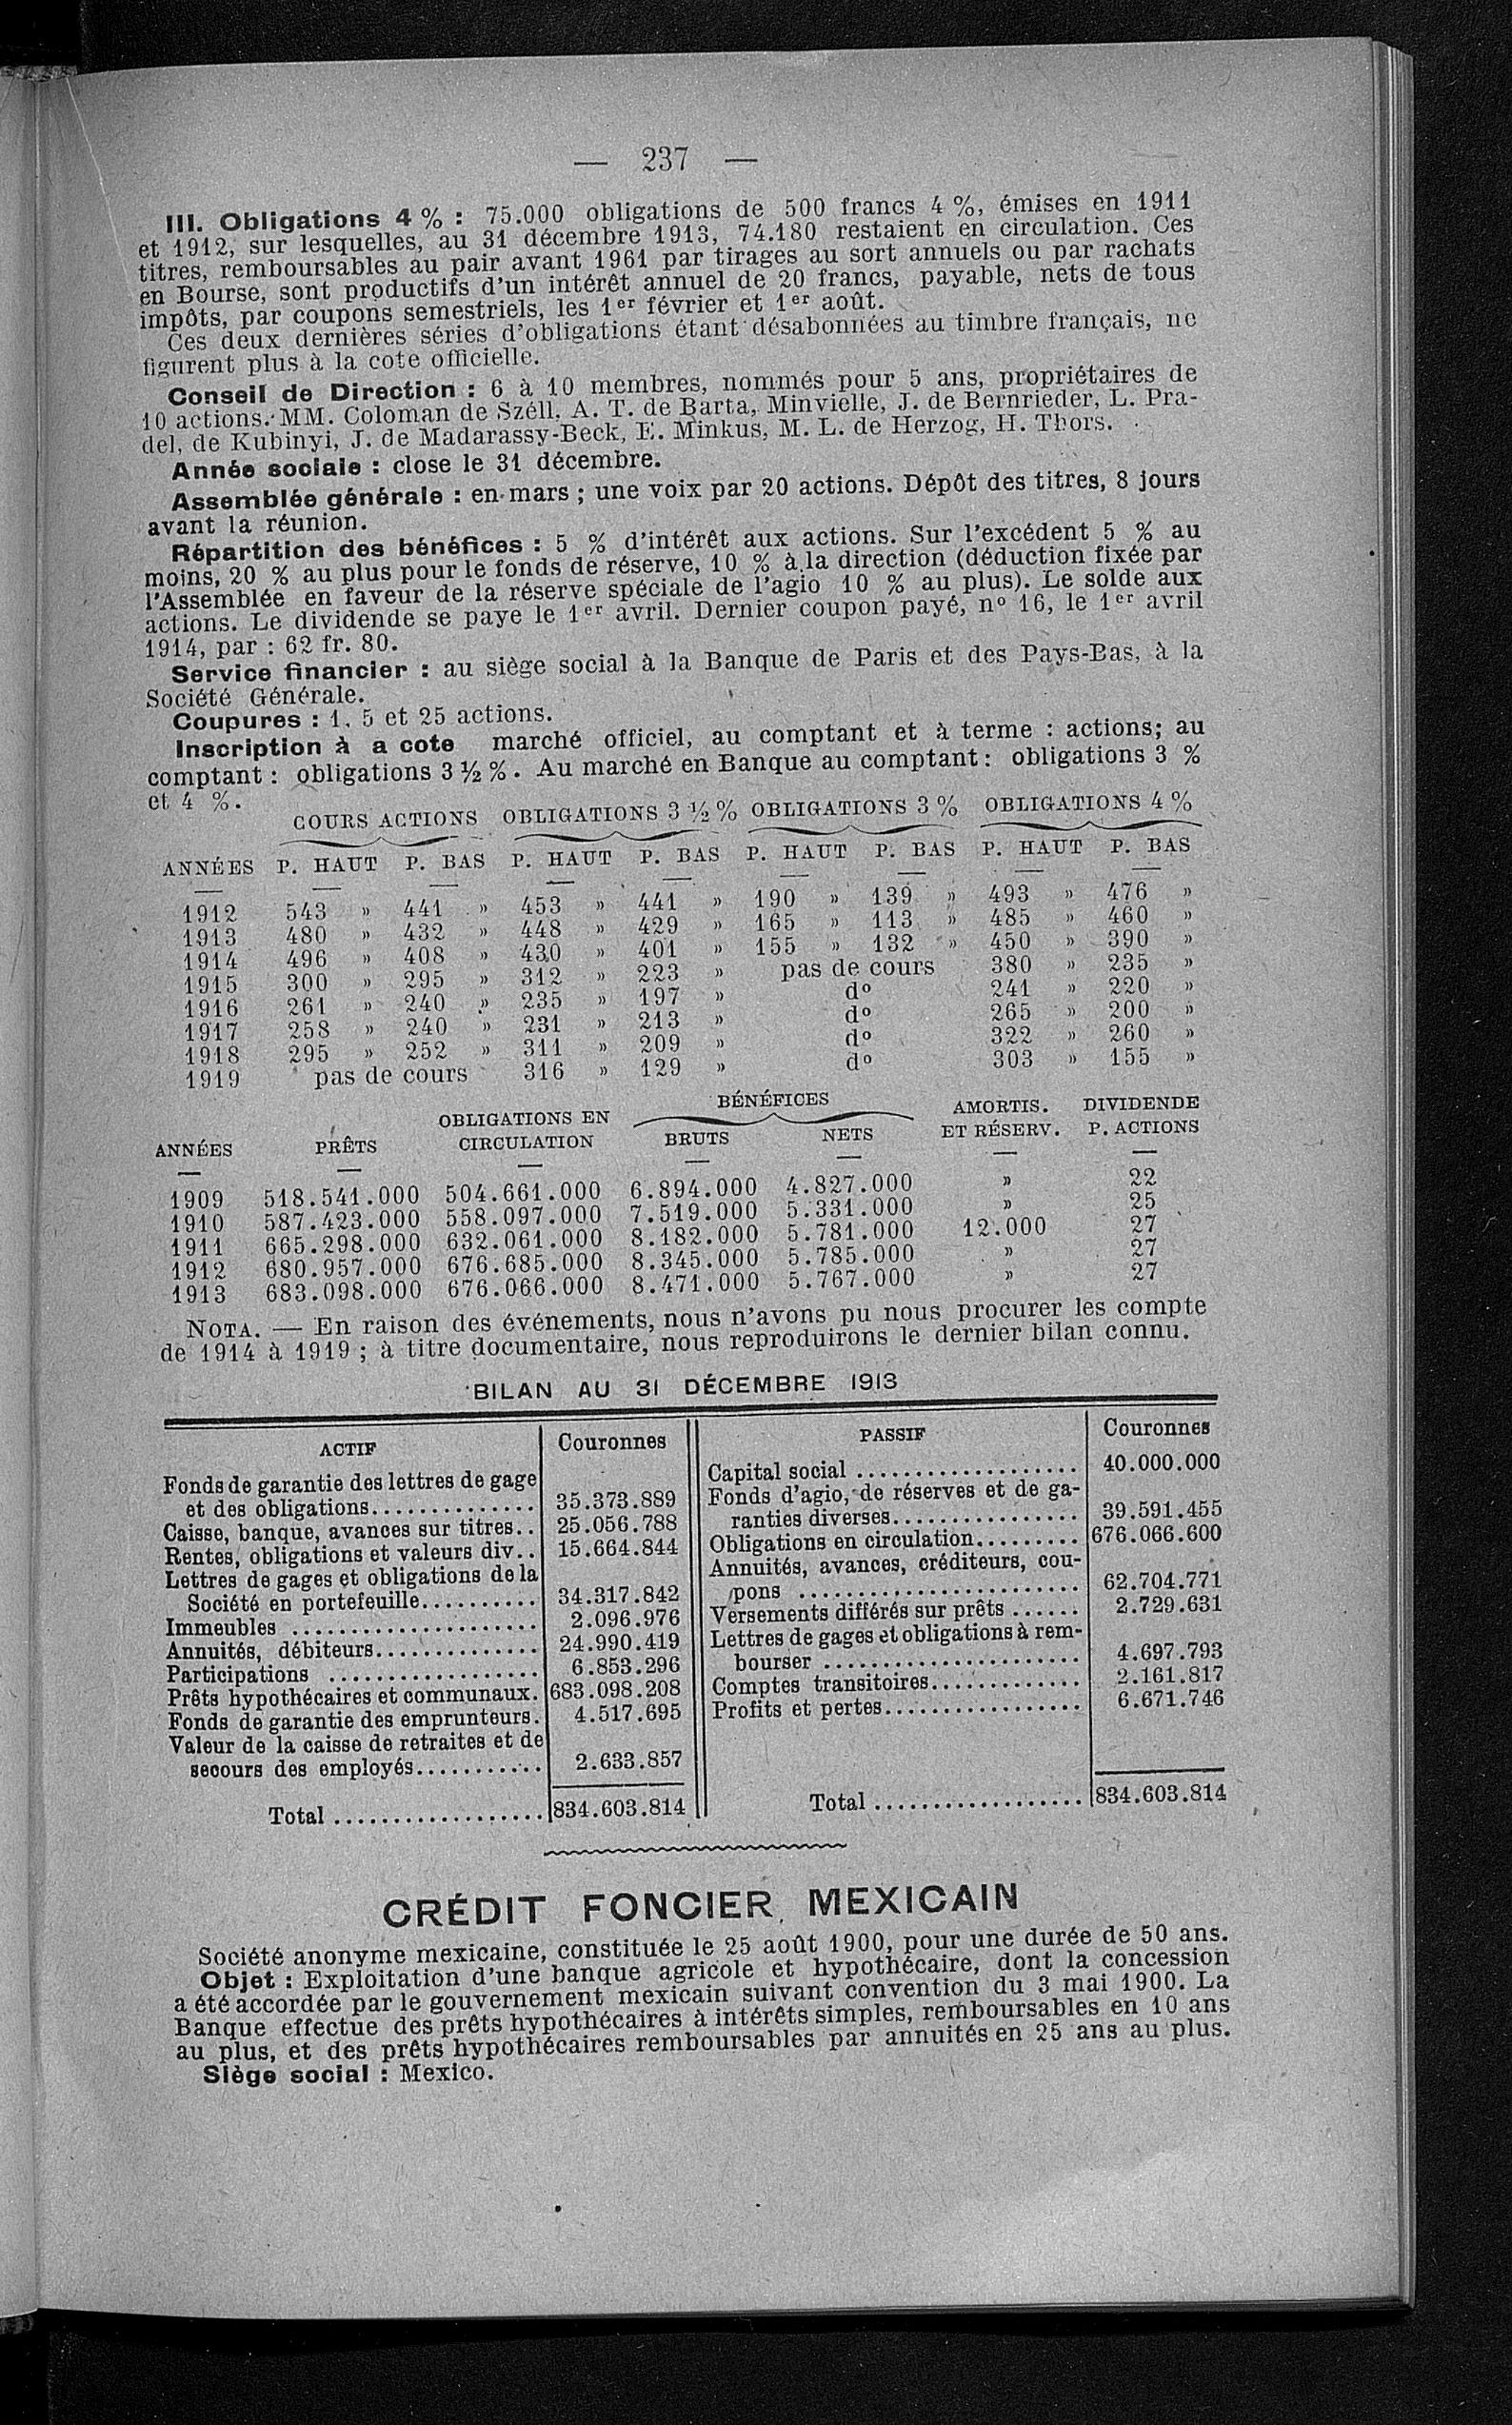 — 237 —
III. Obligations 4 % : 75.000 obligations de 500 francs 4 %, émises en 1911
et 1912, sur lesquelles, au 31 décembre 1913, 74.180 restaient en circulation. Ces
titres, remboursables au pair avant 1961 par tirages au sort annuels ou par rachats
en Bourse, sont productifs d'un intérêt annuel de 20 francs, payable, nets de tous
impôts, par coupons semestriels, les 1er février et 1er août.
Ces deux dernières séries d'obligations étant désabonnées au timbre français, ne
figurent plus à la cote officielle.
Conseil de Direction : 6 à 10 membres, nommés pour 5 ans, propriétaires de
10 actions. MM. Coloman de Széll, A. T. de Barta, Minvielle, J. de Bernrieder, L. Pra-
del, de Kubinyi, J. de Madarassy-Beck, E. Minkus, M. L. de Herzog, H. Thors.
Année sociale : close le 31 décembre.
Assemblée générale : en mars ; une voix par 20 actions. Dépôt des titres, 8 jours
avant la réunion.
Répartition des bénéfices : 5 % d'intérêt aux actions. Sur l'excédent 5 % au
moins, 20 % au plus pour le fonds de réserve, 10 % à la direction (déduction fixée par
l'Assemblée en faveur de la réserve spéciale de l'agio 10 % au plus). Le solde aux
actions. Le dividende se paye le 1er avril. Dernier coupon payé, no 16, le 1er avril
1914, par : 62 fr. 80.
Service financier : au siège social à la Banque de Paris et des Pays-Bas, à la
Société Générale.
Coupures : 1, 5 et 25 actions.
Inscription à a cote marché officiel, au comptant et à terme : actions; au
comptant : obligations 3 ½ %. Au marché en Banque au comptant : obligations 3 %
et 4 %.
COURS ACTIONS OBLIGATIONS 3 ½ % OBLIGATIONS 3 % OBLIGATIONS 4 %
ANNÉES P. HAUT P. BAS P. HAUT P. BAS P. HAUT P. BAS P. HAUT P. BAS
1912 543 » 441 » 453 » 441 » 190 » 139 » 493 » 476 »
1913 480 » 432 » 448 » 429 » 165 » 113 » 485 » 460 »
1914 496 » 408 » 430 » 401 » 155 » 132 » 450 » 390 »
1915 300 » 295 » 312 » 223 » pas de cours 380 » 235 »
1916 261 » 240 » 235 » 197 » do 241 » 220 »
1917 258 » 240 » 231 » 213 » do 265 » 200 »
1918 295 » 252 » 311 » 209 » do 322 » 260 »
1919 pas de cours 316 » 129 » do 303 » 155 »
BÉNÉFICES
OBLIGATIONS EN AMORTIS. DIVIDENDE
ANNÉES PRÊTS CIRCULATION BRUTS NETS ET RÉSERV. P. ACTIONS
1909 518.541.000 504.661.000 6.894.000 4.827.000 » 22
1910 587.423.000 558.097.000 7.519.000 5.331.000 » 25
1911 665.298.000 632.061.000 8.182.000 5.781.000 12.000 27
1912 680.957.000 676.685.000 8.345.000 5.785.000 » 27
1913 683.098.000 676.066.000 8.471.000 5.767.000 » 27
NOTA. — En raison des événements, nous n'avons pu nous procurer les compte
de 1914 à 1919 ; à titre documentaire, nous reproduirons le dernier bilan connu.
BILAN AU 31 DÉCEMBRE 1913
ACTIF Couronnes
Fonds de garantie des lettres de gage
et des obligations.............. 35.373.889
Caisse, banque, avances sur titres.. 25.056.788
Rentes, obligations et valeurs div.. 15.664.844
Lettres de gages et obligations de la
Société en portefeuille.......... 34.317.842
Immeubles ..................... 2.096.976
Annuités, débiteurs.............. 24.990.419
Participations .................. 6.853.296
Prêts hypothécaires et communaux. 683.098.208
Fonds de garantie des emprunteurs. 4.517.695
Valeur de la caisse de retraites et de
secours des employés........... 2.633.857
Total .................. 834.603.814
PASSIF Couronnes
Capital social ................... 40.000.000
Fonds d'agio, de réserves et de ga-
ranties diverses................ 39.591.455
Obligations en circulation......... 676.066.600
Annuités, avances, créditeurs, cou-
pons ........................ 62.704.771
Versements différés sur prêts ...... 2.729.631
Lettres de gages et obligations à rem-
bourser ...................... 4.697.793
Comptes transitoires............. 2.161.817
Profits et pertes................. 6.671.746
Total .................. 834.603.814
CRÉDIT FONCIER MEXICAIN
Société anonyme mexicaine, constituée le 25 août 1900, pour une durée de 50 ans.
Objet : Exploitation d'une banque agricole et hypothécaire, dont la concession
a été accordée par le gouvernement mexicain suivant convention du 3 mai 1900. La
Banque effectue des prêts hypothécaires à intérêts simples, remboursables en 10 ans
au plus, et des prêts hypothécaires remboursables par annuités en 25 ans au plus.
Siège social : Mexico.